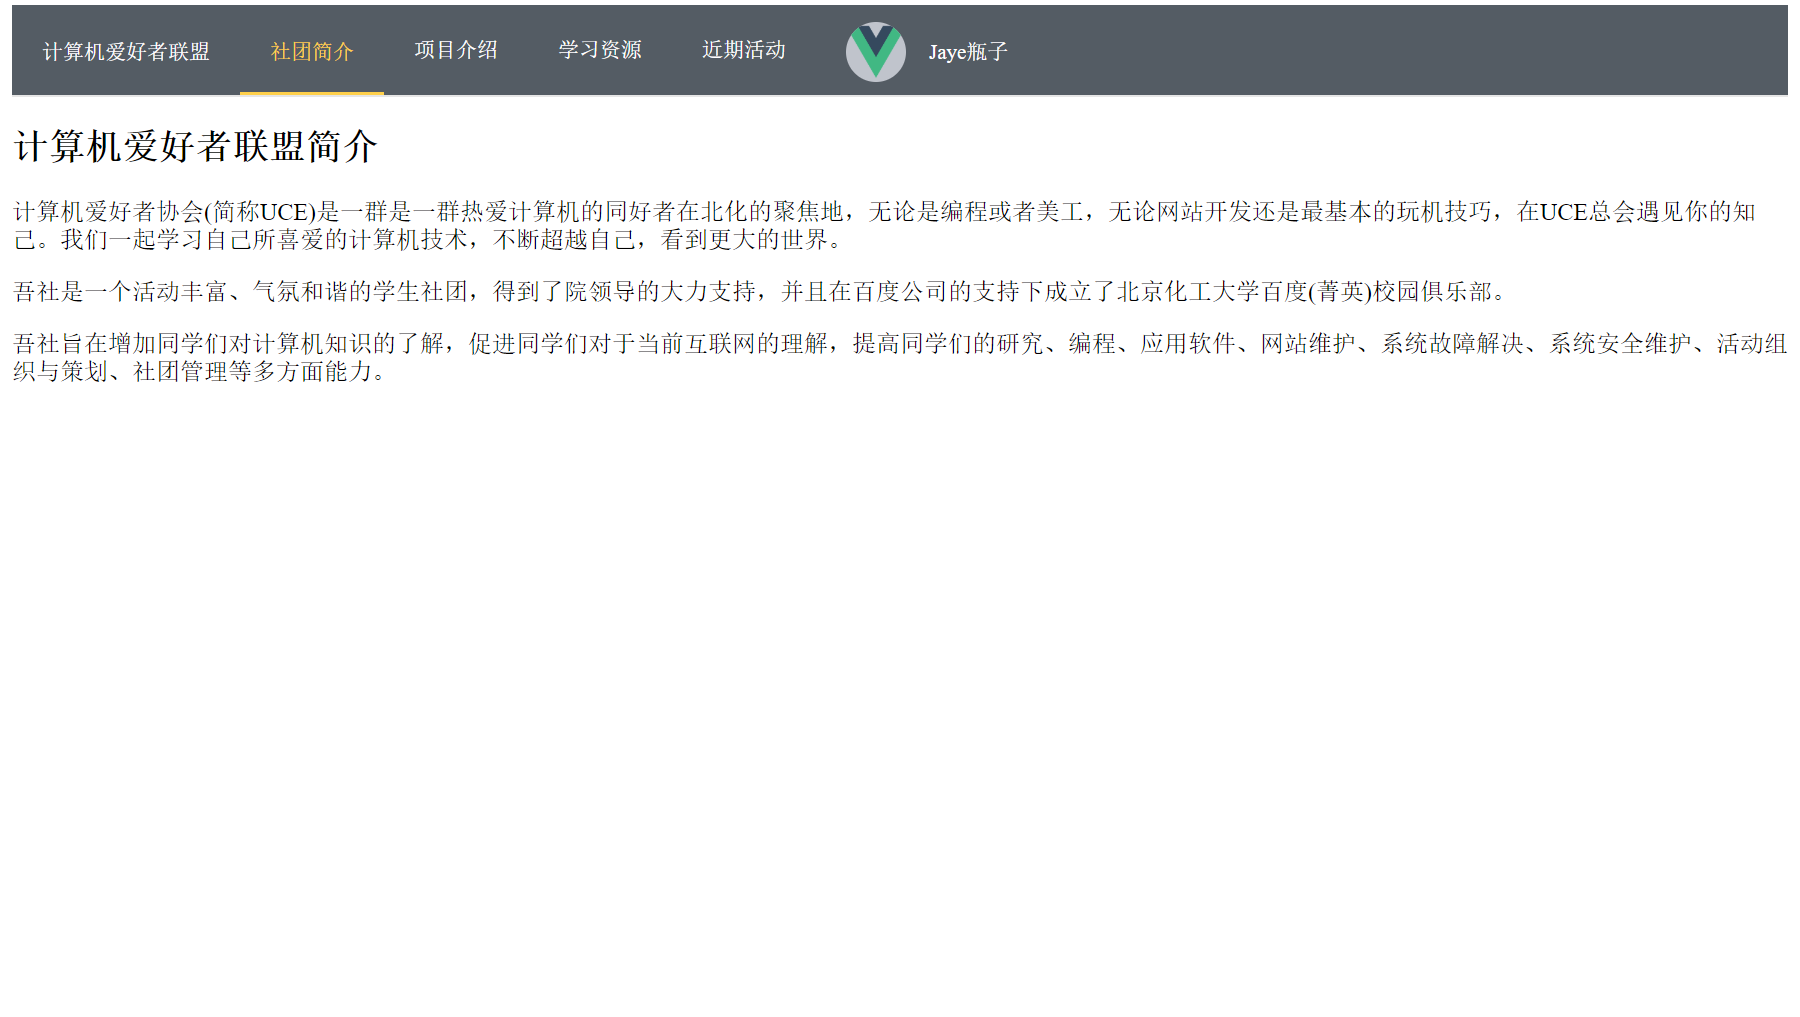 计算机爱好者联盟 社团简介 项目介绍 学习资源 近期活动 Jaye瓶子
计算机爱好者联盟简介
计算机爱好者协会(简称UCE)是一群是一群热爱计算机的同好者在北化的聚焦地，无论是编程或者美工，无论网站开发还是最基本的玩机技巧，在UCE总会遇见你的知
己。我们一起学习自己所喜爱的计算机技术，不断超越自己，看到更大的世界。
吾社是一个活动丰富、气氛和谐的学生社团，得到了院领导的大力支持，并且在百度公司的支持下成立了北京化工大学百度(菁英)校园俱乐部。
吾社旨在增加同学们对计算机知识的了解，促进同学们对于当前互联网的理解，提高同学们的研究、编程、应用软件、网站维护、系统故障解决、系统安全维护、活动组
织与策划、社团管理等多方面能力。